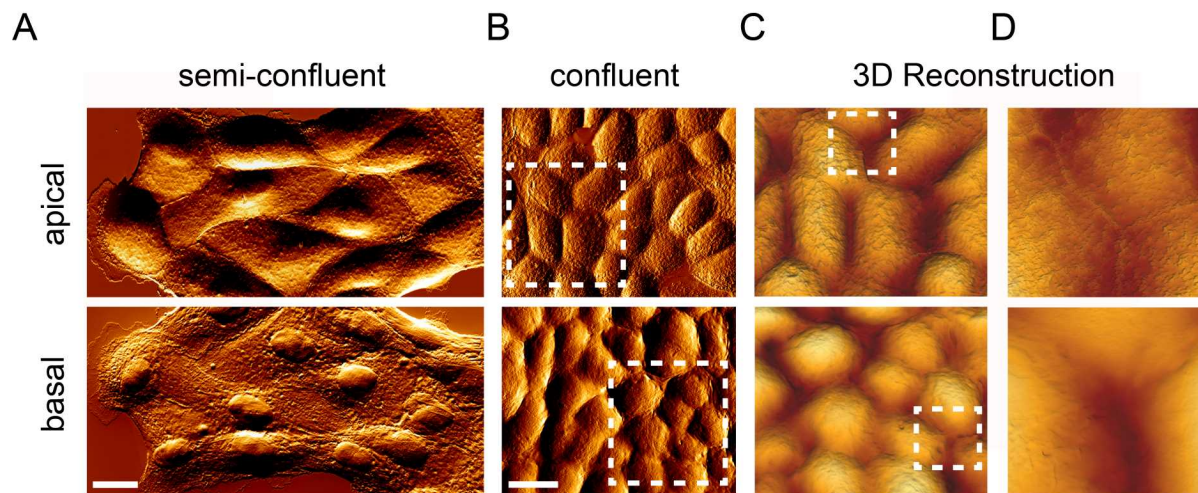 A
B
C
D
semi-confluent
confluent
3D Reconstruction
apical
basal